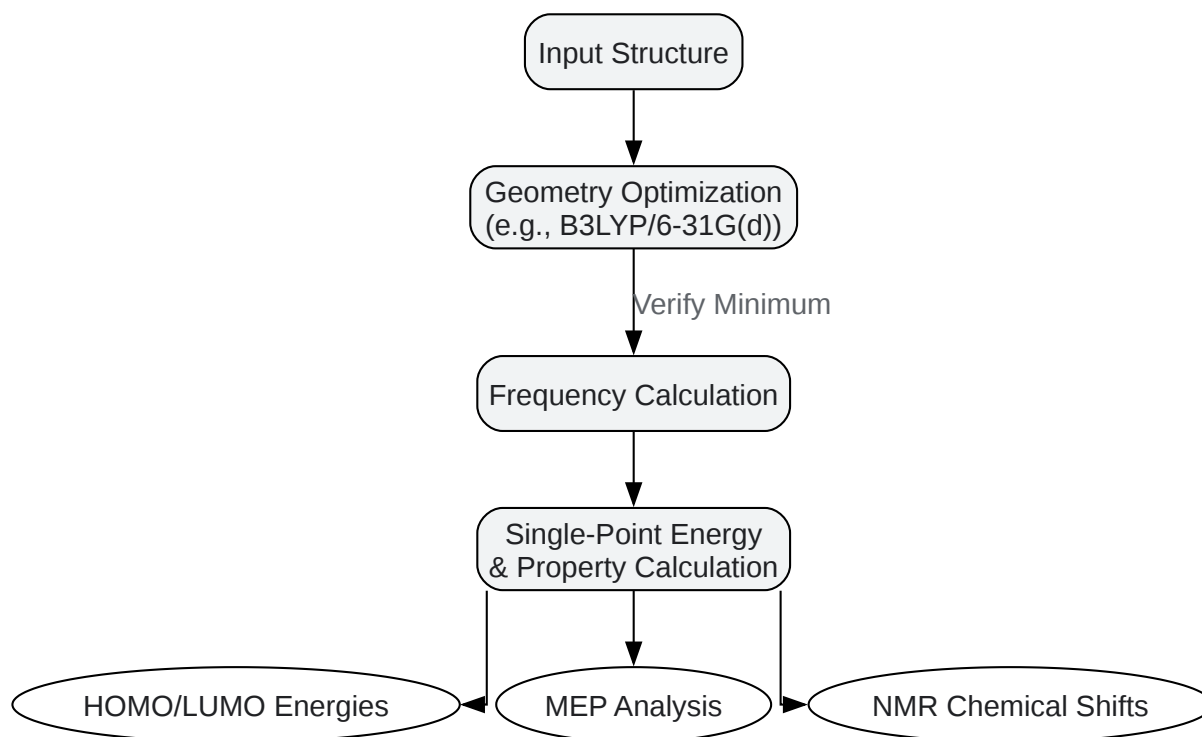 Input Structure
Geometry Optimization
(e.g., B3LYP/6-31G(d))
Verify Minimum
Frequency Calculation
Single-Point Energy
& Property Calculation
HOMO/LUMO Energies
MEP Analysis
NMR Chemical Shifts